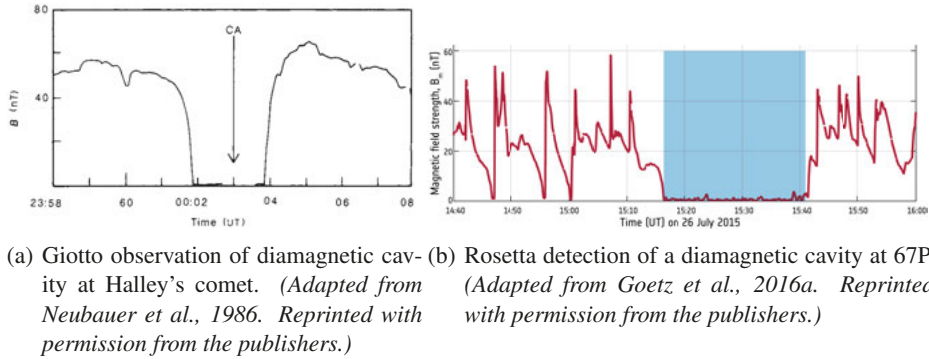 80
CA
B (nT)
40
0
23:58
60
00:02
04
06
08
Time (UT)
Magnetic field strength, Bm [nT]
60
40
20
0
14:40
14:50
15:00
15:10
15:20
15:30
15:40
15:50
16:00
Time [UT] on 26 July 2015
(a) Giotto observation of diamagnetic cav-
ity at Halley's comet. (Adapted from
Neubauer et al., 1986. Reprinted with
permission from the publishers.)
(b) Rosetta detection of a diamagnetic cavity at 67P
(Adapted from Goetz et al., 2016a. Reprinted
with permission from the publishers.)